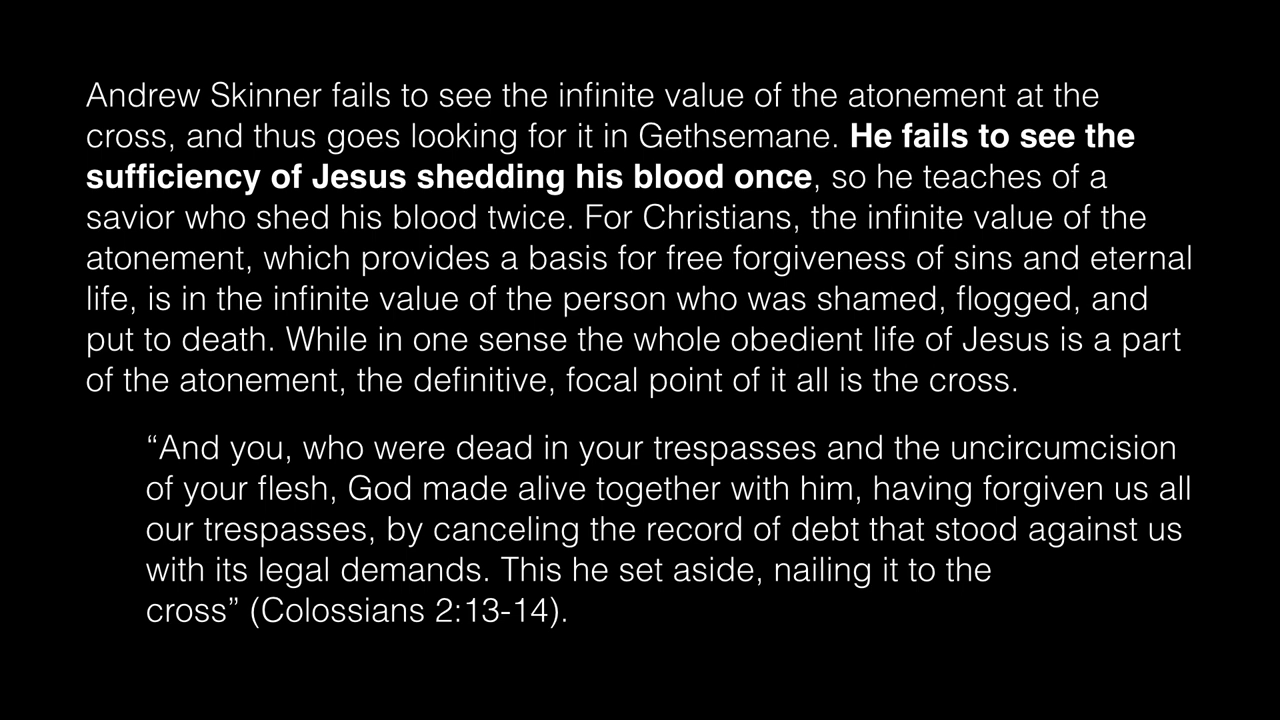 Andrew Skinner fails to see the infinite value of the atonement at the
cross, and thus goes looking for it in Gethsemane. He fails to see the
sufficiency of Jesus shedding his blood once, so he teaches of a
savior who shed his blood twice. For Christians, the infinite value of the
atonement, which provides a basis for free forgiveness of sins and eternal
life, is in the infinite value of the person who was shamed, flogged, and
put to death. While in one sense the whole obedient life of Jesus is a part
of the atonement, the definitive, focal point of it all is the cross.
“And you, who were dead in your trespasses and the uncircumcision
of your flesh, God made alive together with him, having forgiven us all
our trespasses, by canceling the record of debt that stood against us
with its legal demands. This he set aside, nailing it to the
cross” (Colossians 2:13-14).